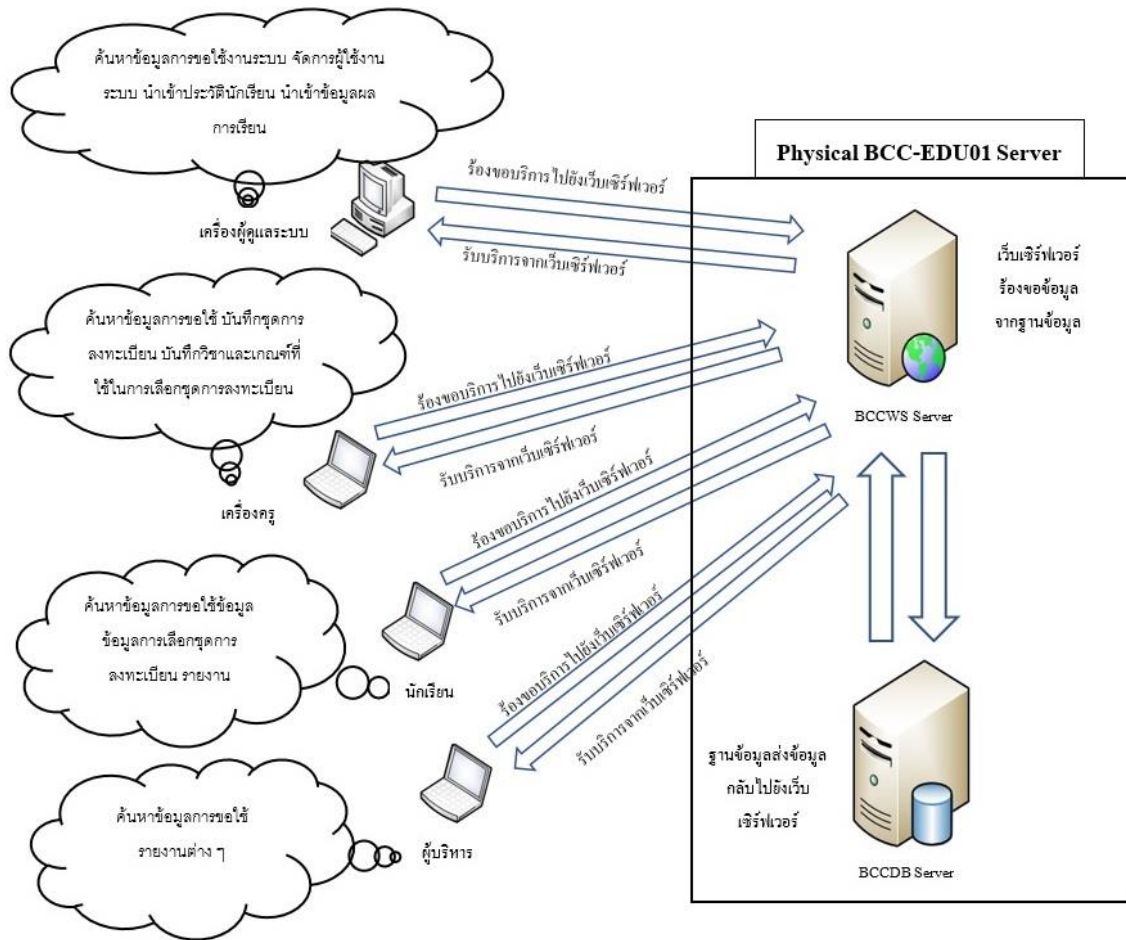 ค้นหาข้อมูลการขอใช้งานระบบ จัดการผู้ใช้งาน
ระบบ นำเข้าประวัตินักเรียน นำเข้าข้อมูลผล
การเรียน
เครื่องผู้ดูแลระบบ
ร้องขอบริการไปยังเว็บเซิร์ฟเวอร์
รับบริการจากเว็บเซิร์ฟเวอร์
Physical BCC-EDU01 Server
เว็บเซิร์ฟเวอร์
ร้องขอข้อมูล
จากฐานข้อมูล
BCCWS Server
ค้นหาข้อมูลการขอใช้ บันทึกชุดการ
ลงทะเบียน บันทึกวิชาและเกณฑ์ที่
ใช้ในการเลือกชุดการลงทะเบียน
เครื่องครู
ร้องขอบริการไปยังเว็บเซิร์ฟเวอร์
รับบริการจากเว็บเซิร์ฟเวอร์
ค้นหาข้อมูลการขอใช้ข้อมูล
ข้อมูลการเลือกชุดการ
ลงทะเบียน รายงาน
นักเรียน
ร้องขอบริการไปยังเว็บเซิร์ฟเวอร์
รับบริการจากเว็บเซิร์ฟเวอร์
ค้นหาข้อมูลการขอใช้
รายงานต่าง ๆ
ผู้บริหาร
ร้องขอบริการไปยังเว็บเซิร์ฟเวอร์
รับบริการจากเว็บเซิร์ฟเวอร์
ฐานข้อมูลส่งข้อมูล
กลับไปยังเว็บ
เซิร์ฟเวอร์
BCCDB Server